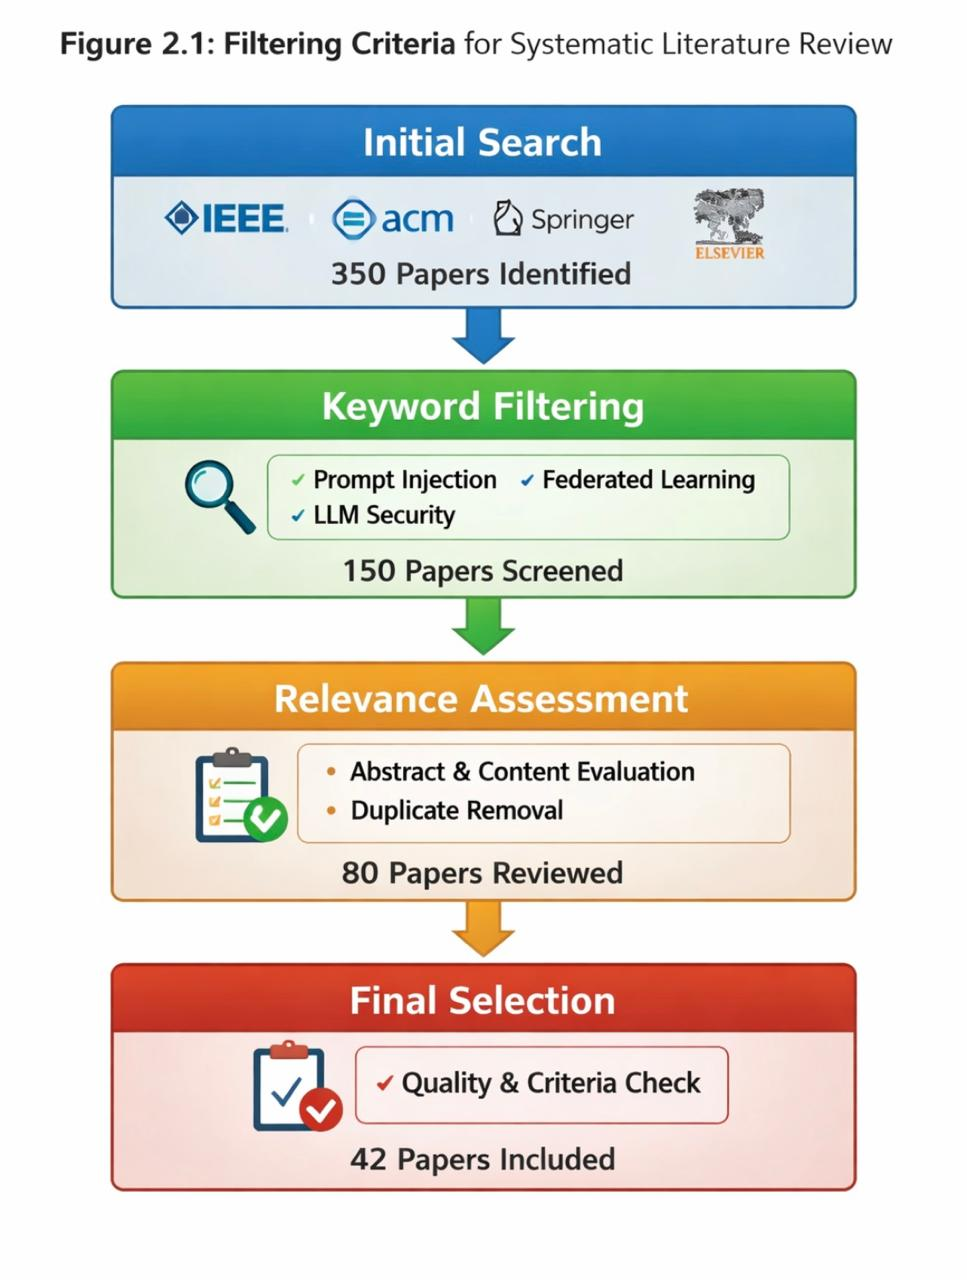 Figure 2.1: Filtering Criteria for Systematic Literature Review
Initial Search
IEEE acm Springer ELSEVIER
350 Papers Identified
Keyword Filtering
✓ Prompt Injection ✓ Federated Learning
✓ LLM Security
150 Papers Screened
Relevance Assessment
• Abstract & Content Evaluation
• Duplicate Removal
80 Papers Reviewed
Final Selection
✓ Quality & Criteria Check
42 Papers Included